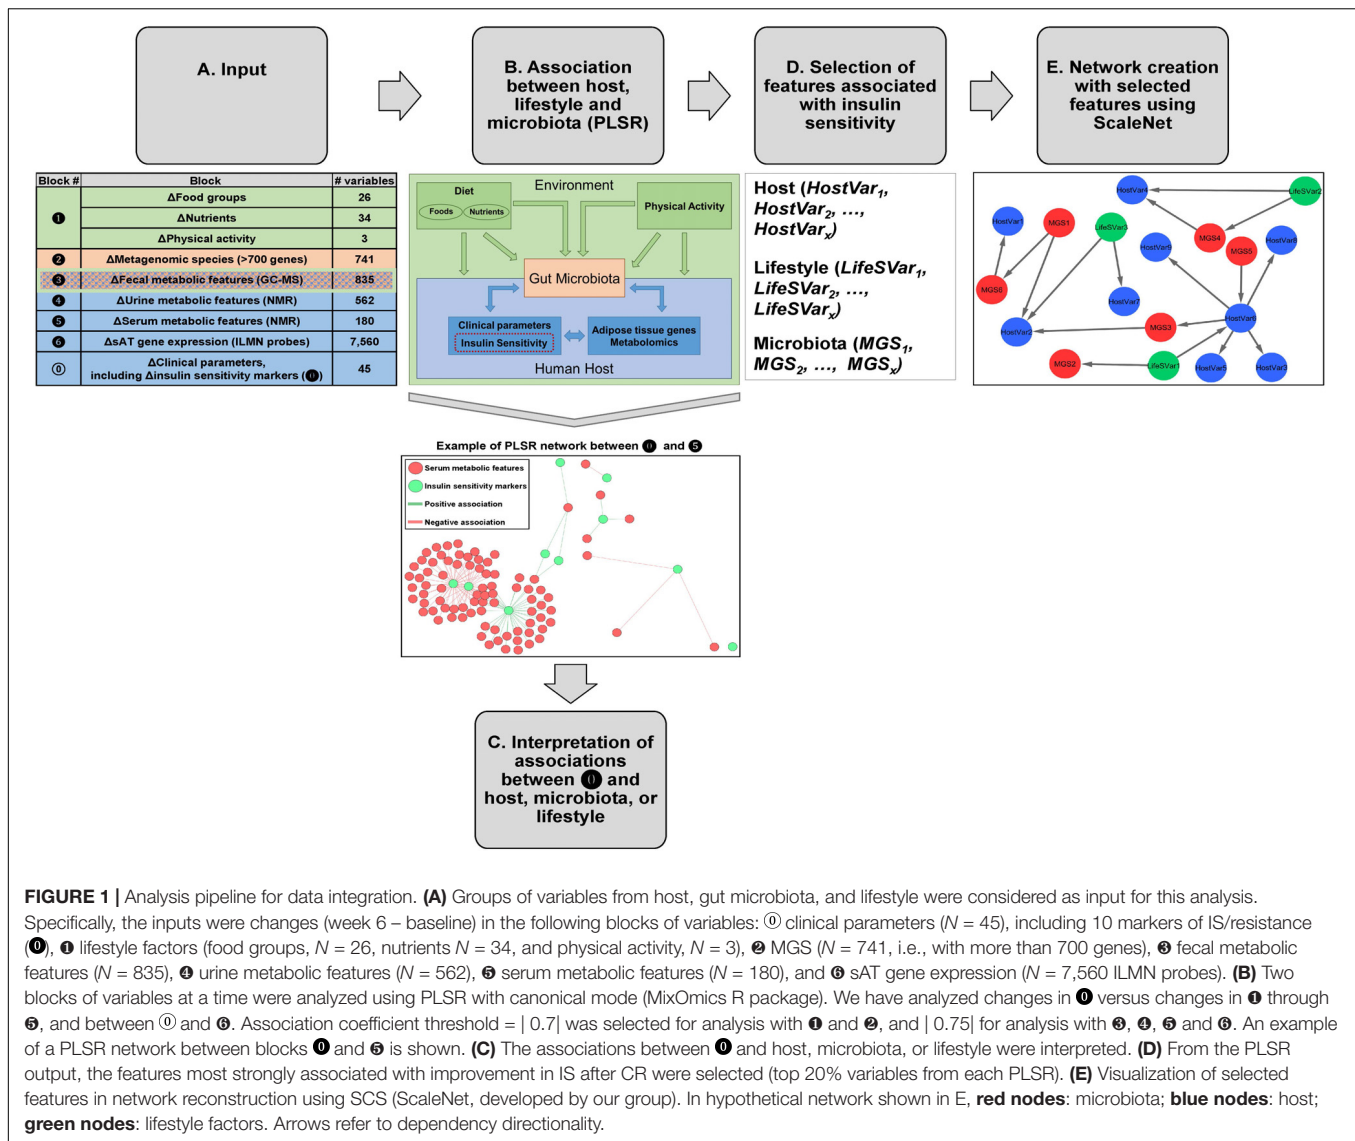 A. Input
B. Association
between host,
lifestyle and
microbiota (PLSR)
D. Selection of
features associated
with insulin
sensitivity
E. Network creation
with selected
features using
ScaleNet
Block # Block # variables
❶ ΔFood groups 26
ΔNutrients 34
ΔPhysical activity 3
❷ ΔMetagenomic species (>700 genes) 741
❸ ΔFecal metabolic features (GC-MS) 835
❹ ΔUrine metabolic features (NMR) 562
❺ ΔSerum metabolic features (NMR) 180
❻ ΔsAT gene expression (ILMN probes) 7,560
⓪ ΔClinical parameters,
including Δinsulin sensitivity markers (⓿) 45
Environment
Diet
Foods Nutrients
Physical Activity
Gut Microbiota
Clinical parameters
Insulin Sensitivity
Adipose tissue genes
Metabolomics
Human Host
Host (HostVar1,
HostVar2, ...,
HostVarx)
Lifestyle (LifeSVar1,
LifeSVar2, ...,
LifeSVarx)
Microbiota (MGS1,
MGS2, ..., MGSx)
HostVar4
LifeSVar2
HostVar1
MGS1
LifeSVar3
MGS4
HostVar9
MGS5
HostVar8
MGS6
HostVar7
HostVar2
MGS3
HostVar6
MGS2
LifeSVar1
HostVar5
HostVar3
Example of PLSR network between ⓿ and ❺
Serum metabolic features
Insulin sensitivity markers
Positive association
Negative association
C. Interpretation of
associations
between ⓿ and
host, microbiota, or
lifestyle
FIGURE 1 | Analysis pipeline for data integration. (A) Groups of variables from host, gut microbiota, and lifestyle were considered as input for this analysis.
Specifically, the inputs were changes (week 6 – baseline) in the following blocks of variables: ⓪ clinical parameters (N = 45), including 10 markers of IS/resistance
(⓿), ❶ lifestyle factors (food groups, N = 26, nutrients N = 34, and physical activity, N = 3), ❷ MGS (N = 741, i.e., with more than 700 genes), ❸ fecal metabolic
features (N = 835), ❹ urine metabolic features (N = 562), ❺ serum metabolic features (N = 180), and ❻ sAT gene expression (N = 7,560 ILMN probes). (B) Two
blocks of variables at a time were analyzed using PLSR with canonical mode (MixOmics R package). We have analyzed changes in ⓿ versus changes in ❶ through
❺, and between ⓪ and ❻. Association coefficient threshold = | 0.7| was selected for analysis with ❶ and ❷, and | 0.75| for analysis with ❸, ❹, ❺ and ❻. An example
of a PLSR network between blocks ⓿ and ❺ is shown. (C) The associations between ⓿ and host, microbiota, or lifestyle were interpreted. (D) From the PLSR
output, the features most strongly associated with improvement in IS after CR were selected (top 20% variables from each PLSR). (E) Visualization of selected
features in network reconstruction using SCS (ScaleNet, developed by our group). In hypothetical network shown in E, red nodes: microbiota; blue nodes: host;
green nodes: lifestyle factors. Arrows refer to dependency directionality.